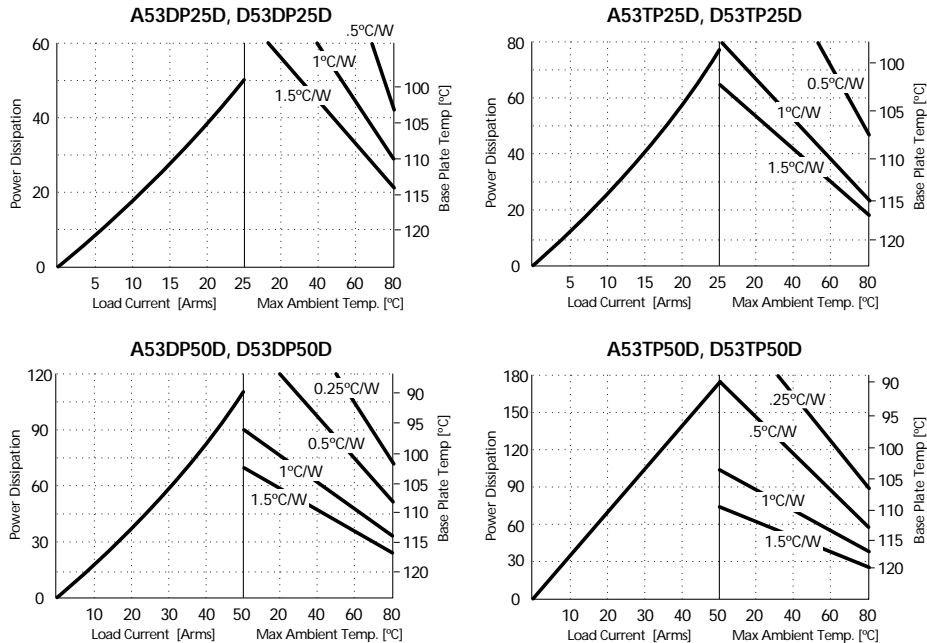 A53DP25D, D53DP25D
60
40
20
0
Power Dissipation
5 10 15 20 25 20 40 60 80
Load Current [Arms] Max Ambient Temp. [ºC]
.5ºC/W
1ºC/W
1.5ºC/W
100
105
110
115
120
Base Plate Temp [ºC]
A53TP25D, D53TP25D
80
60
40
20
0
Power Dissipation
5 10 15 20 25 20 40 60 80
Load Current [Arms] Max Ambient Temp. [ºC]
0.5ºC/W
1ºC/W
1.5ºC/W
100
105
110
115
120
Base Plate Temp [ºC]
A53DP50D, D53DP50D
120
90
60
30
0
Power Dissipation
10 20 30 40 50 20 40 60 80
Load Current [Arms] Max Ambient Temp. [ºC]
0.25ºC/W
0.5ºC/W
1ºC/W
1.5ºC/W
90
95
100
105
110
115
120
Base Plate Temp [ºC]
A53TP50D, D53TP50D
180
150
120
90
60
30
0
Power Dissipation
10 20 30 40 50 20 40 60 80
Load Current [Arms] Max Ambient Temp. [ºC]
.25ºC/W
.5ºC/W
1ºC/W
1.5ºC/W
90
95
100
105
110
115
120
Base Plate Temp [ºC]